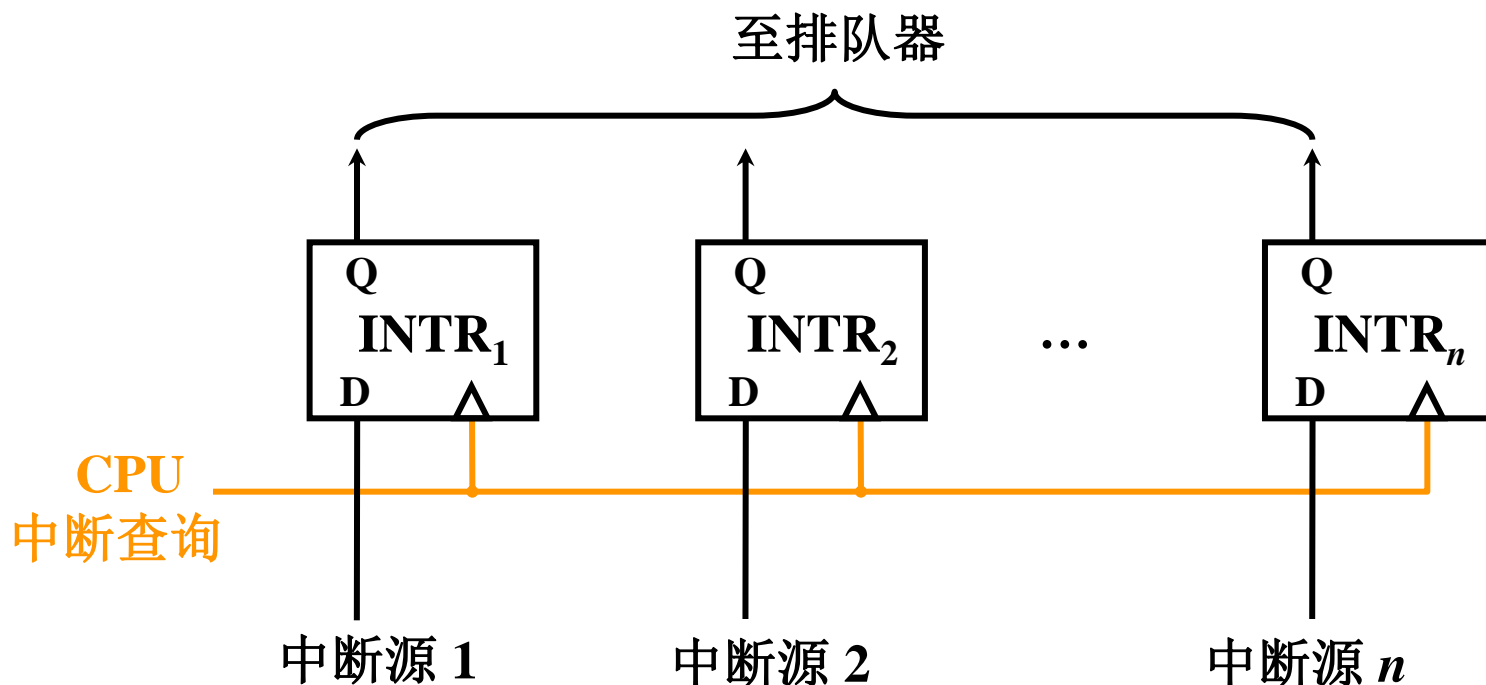 至排队器
Q Q Q
INTR₁ INTR₂ … INTRₙ
D D D
CPU
中断查询
中断源 1 中断源 2 中断源 n